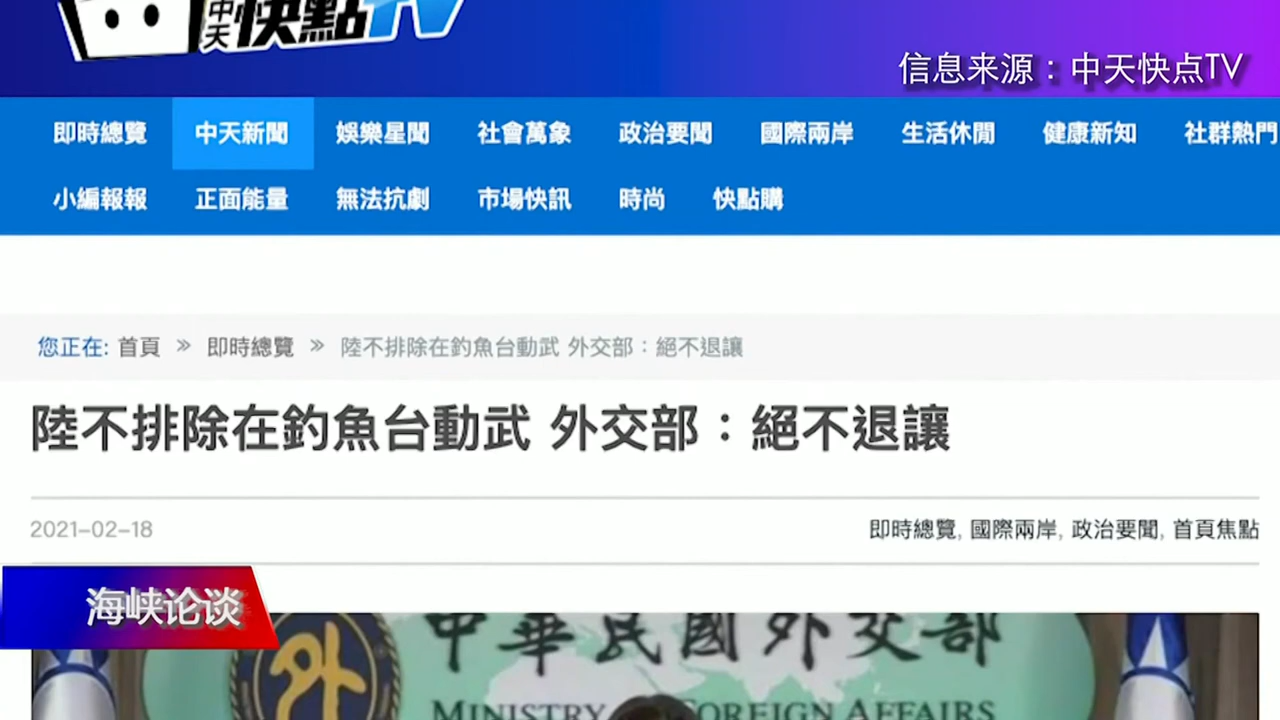 中天快點TV
信息来源：中天快点TV
即時總覽 中天新聞 娛樂星聞 社會萬象 政治要聞 國際兩岸 生活休閒 健康新知 社群熱門
小編報報 正面能量 無法抗劇 市場快訊 時尚 快點購
您正在: 首頁 » 即時總覽 » 陸不排除在釣魚台動武 外交部：絕不退讓
陸不排除在釣魚台動武 外交部：絕不退讓
2021-02-18
即時總覽, 國際兩岸, 政治要聞, 首頁焦點
海峡论谈
外
中華民國外交部
MINISTRY FOREIGN AFFAIRS